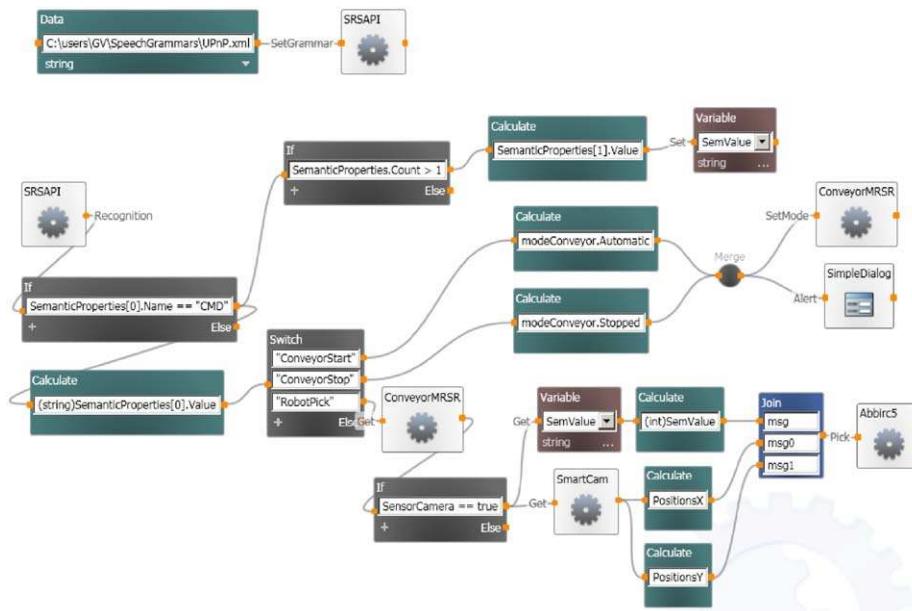 Data
C:\users\GV\SpeechGrammars\UPnP.xml
string
SetGrammar
SRSAPI
If
SemanticProperties.Count > 1
+
Else
Calculate
SemanticProperties[1].Value
Set
Variable
SemValue
string
...
SRSAPI
Recognition
If
SemanticProperties[0].Name == "CMD"
+
Else
Calculate
(string)SemanticProperties[0].Value
Switch
"ConveyorStart"
"ConveyorStop"
"RobotPick"
+
Else
Calculate
modeConveyor.Automatic
Calculate
modeConveyor.Stopped
Merge
SetMode
ConveyorMRSR
Alert
SimpleDialog
Get
ConveyorMRSR
If
SensorCamera == true
+
Else
Get
Variable
SemValue
string
...
Calculate
(int)SemValue
Get
SmartCam
Calculate
PositionsX
Calculate
PositionsY
Join
msg
msg0
msg1
Pick
Abbirc5